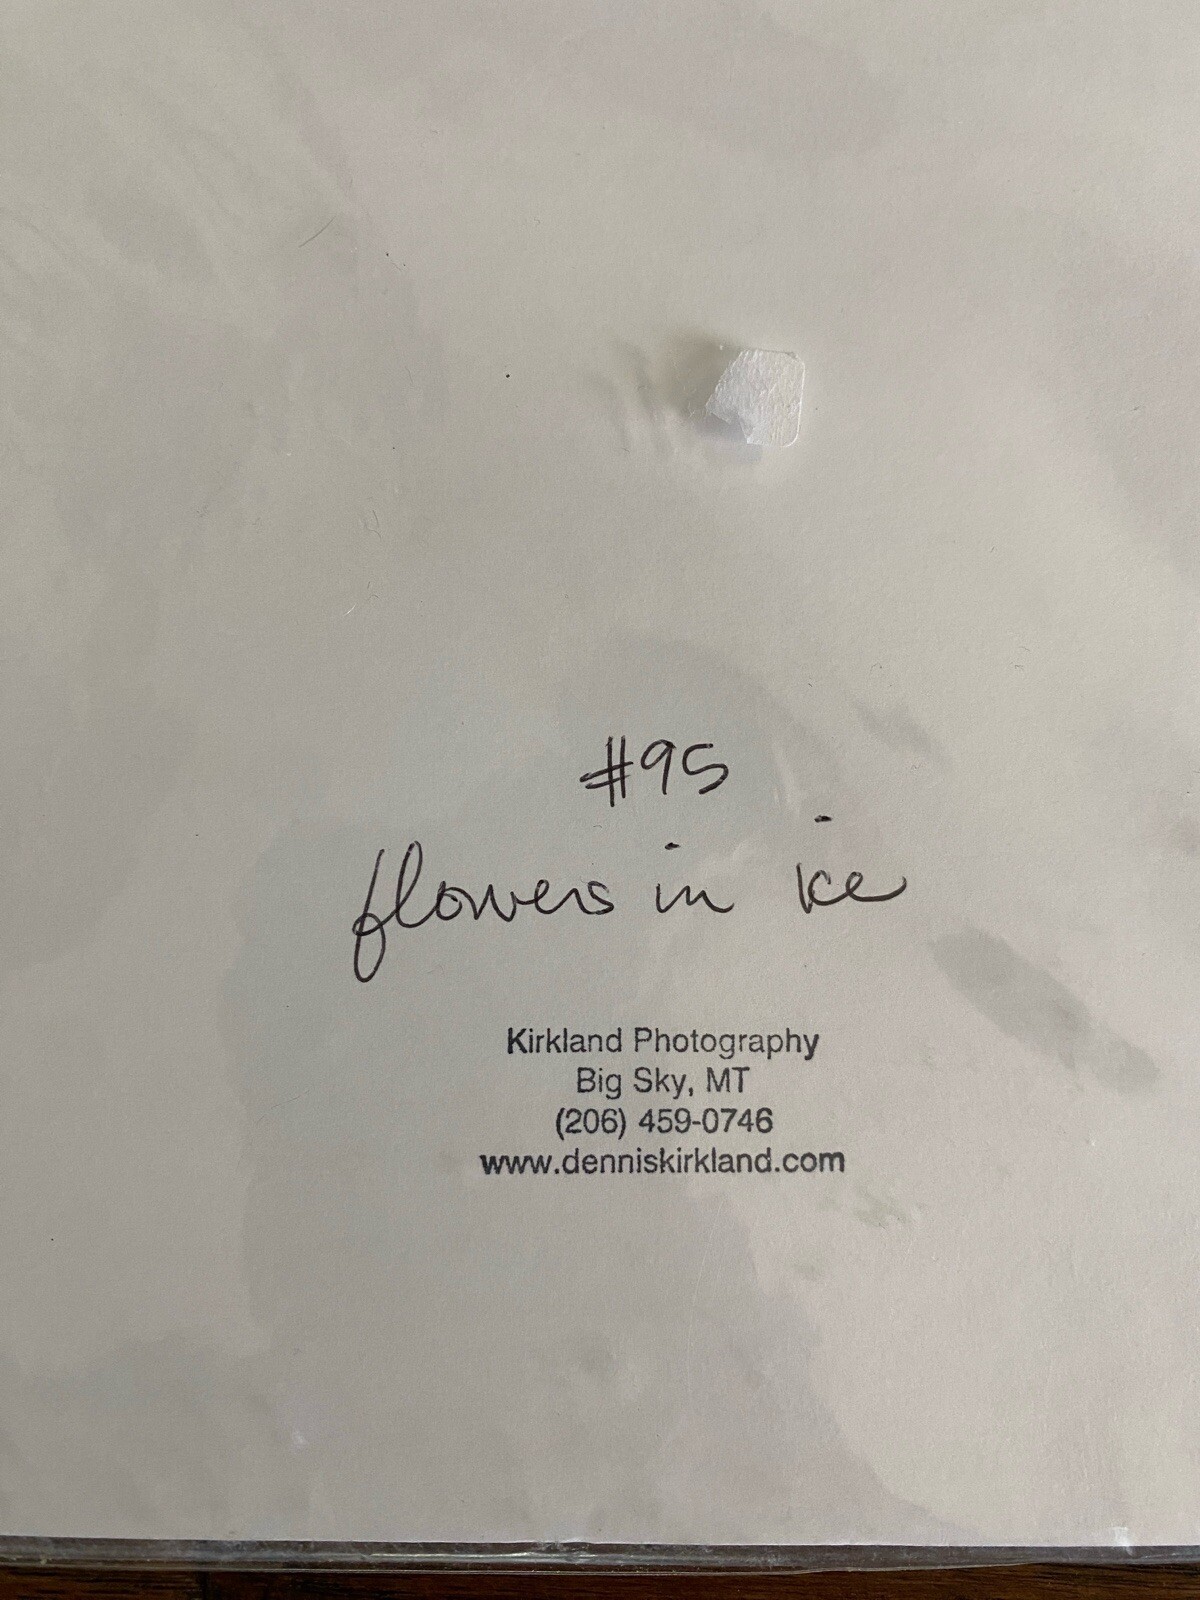 #95
flowers in ice
Kirkland Photography
Big Sky, MT
(206) 459-0746
www.denniskirkland.com